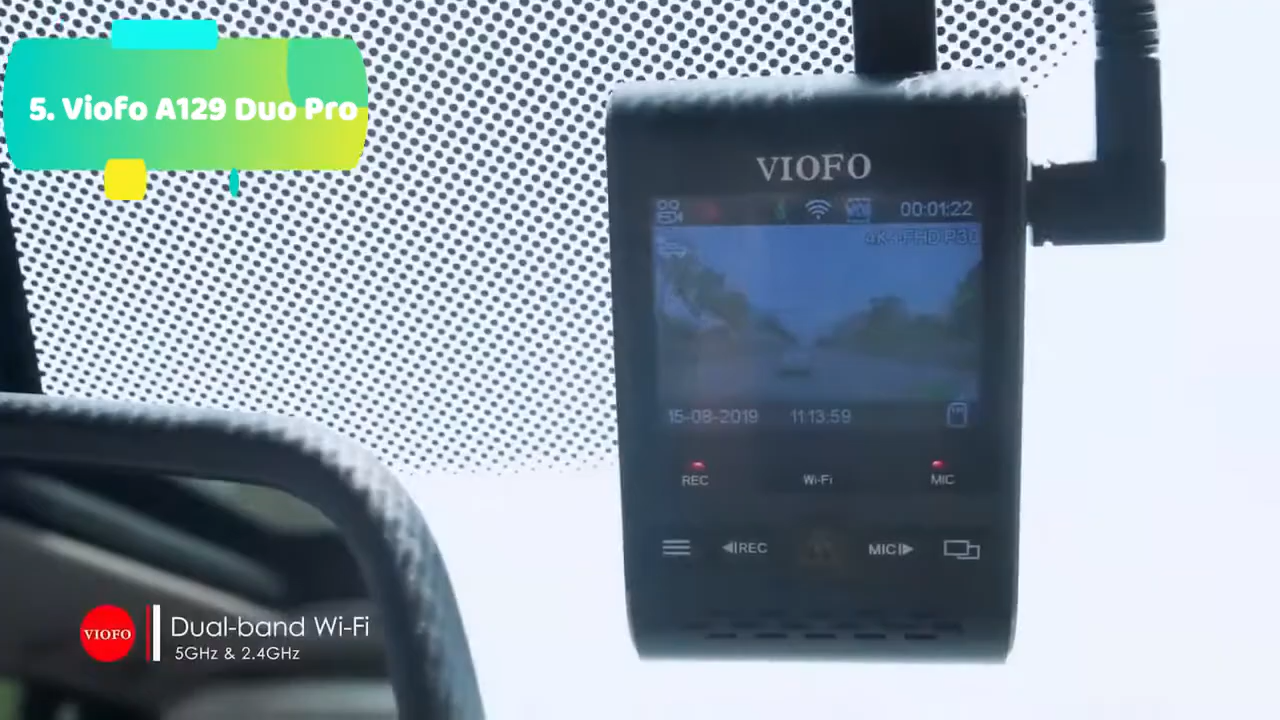 5. Viofo A129 Duo Pro
VIOFO
00:01:22
4K+FHD P30
15-08-2019 11:13:59
REC Wi-Fi MIC
REC MIC
VIOFO
Dual-band Wi-Fi
5GHz & 2.4GHz